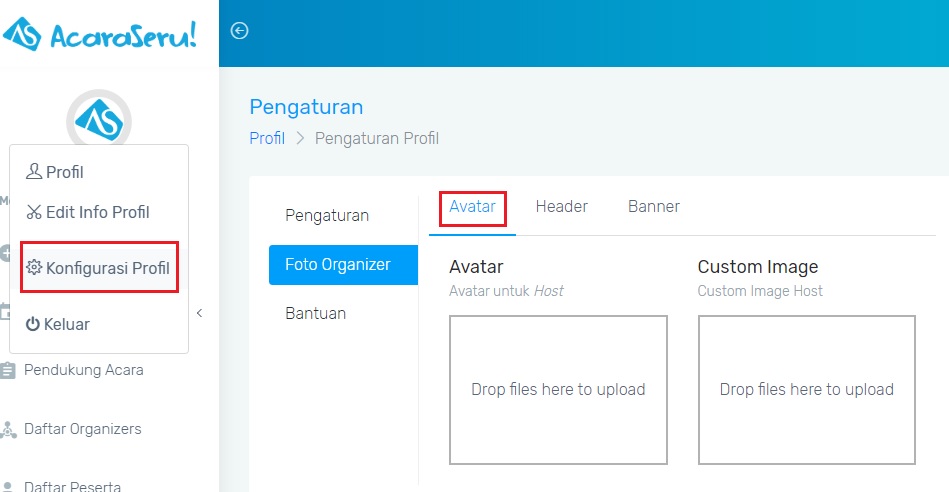 AcaraSeru!
Profil
Edit Info Profil
Konfigurasi Profil
Keluar
Pendukung Acara
Daftar Organizers
Daftar Peserta
Pengaturan
Profil > Pengaturan Profil
Pengaturan
Foto Organizer
Bantuan
Avatar Header Banner
Avatar
Avatar untuk Host
Drop files here to upload
Custom Image
Custom Image Host
Drop files here to upload